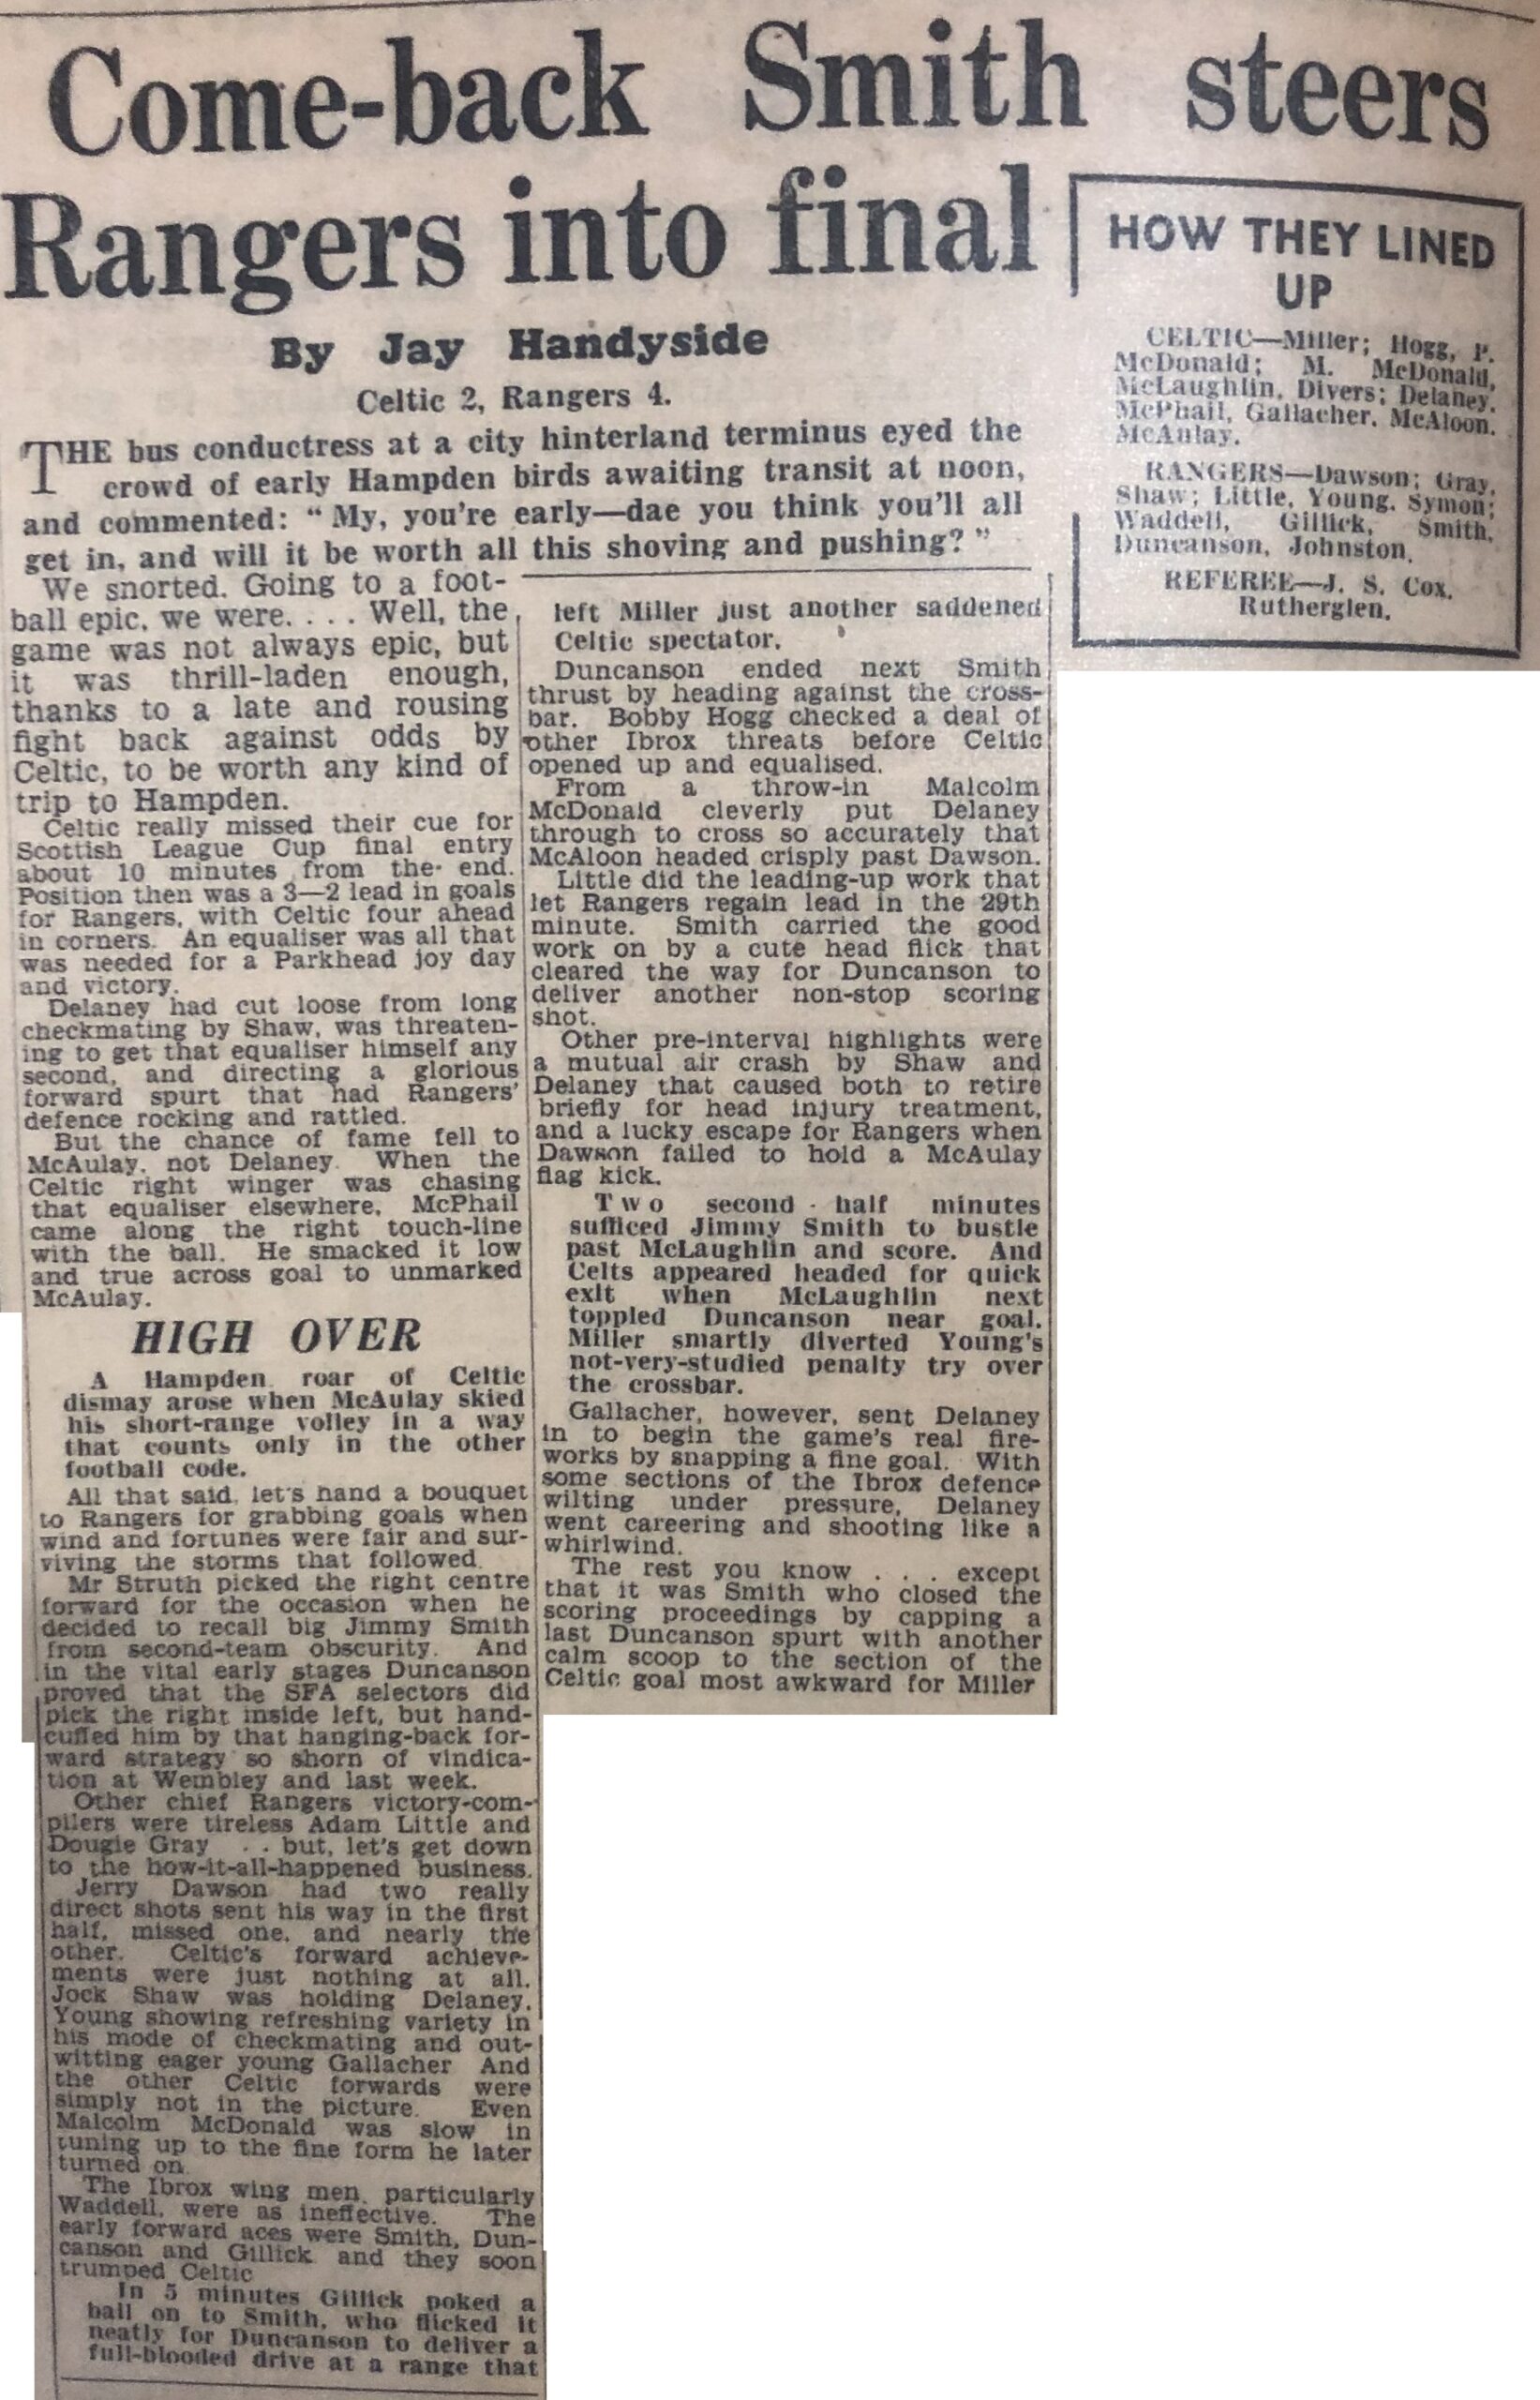 Come-back Smith steers
Rangers into final
By Jay Handyside
Celtic 2, Rangers 4.
THE bus conductress at a city hinterland terminus eyed the
crowd of early Hampden birds awaiting transit at noon,
and commented: “My, you're early—dae you think you'll all
get in, and will it be worth all this shoving and pushing?”
We snorted. Going to a foot-
ball epic, we were. . . . Well, the
game was not always epic, but
it was thrill-laden enough,
thanks to a late and rousing
fight back against odds by
Celtic, to be worth any kind of
trip to Hampden.
Celtic really missed their cue for
Scottish League Cup final entry
about 10 minutes from the end.
Position then was a 3—2 lead in goals
for Rangers, with Celtic four ahead
in corners. An equaliser was all that
was needed for a Parkhead joy day
and victory.
Delaney had cut loose from long
checkmating by Shaw, was threaten-
ing to get that equaliser himself any
second, and directing a glorious
forward spurt that had Rangers'
defence rocking and rattled.
But the chance of fame fell to
McAulay, not Delaney. When the
Celtic right winger was chasing
that equaliser elsewhere, McPhail
came along the right touch-line
with the ball. He smacked it low
and true across goal to unmarked
McAulay.
HIGH OVER
A Hampden roar of Celtic
dismay arose when McAulay skied
his short-range volley in a way
that counts only in the other
football code.
All that said, let's hand a bouquet
to Rangers for grabbing goals when
wind and fortunes were fair and sur-
viving the storms that followed.
Mr Struth picked the right centre
forward for the occasion when he
decided to recall big Jimmy Smith
from second-team obscurity. And
in the vital early stages Duncanson
proved that the SFA selectors did
pick the right inside left, but hand-
cuffed him by that hanging-back for-
ward strategy so shorn of vindica-
tion at Wembley and last week.
Other chief Rangers victory-com-
pilers were tireless Adam Little and
Dougie Gray . . but, let's get down
to the how-it-all-happened business.
Jerry Dawson had two really
direct shots sent his way in the first
half, missed one, and nearly the
other. Celtic's forward achieve-
ments were just nothing at all.
Jock Shaw was holding Delaney,
Young showing refreshing variety in
his mode of checkmating and out-
witting eager young Gallacher And
the other Celtic forwards were
simply not in the picture. Even
Malcolm McDonald was slow in
tuning up to the fine form he later
turned on.
The Ibrox wing men, particularly
Waddell, were as ineffective. The
early forward aces were Smith, Dun-
canson and Gillick and they soon
trumped Celtic
In 5 minutes Gillick poked a
ball on to Smith, who flicked it
neatly for Duncanson to deliver a
full-blooded drive at a range that
left Miller just another saddened
Celtic spectator.
Duncanson ended next Smith
thrust by heading against the cross-
bar. Bobby Hogg checked a deal of
other Ibrox threats before Celtic
opened up and equalised.
From a throw-in Malcolm
McDonald cleverly put Delaney
through to cross so accurately that
McAloon headed crisply past Dawson.
Little did the leading-up work that
let Rangers regain lead in the 29th
minute. Smith carried the good
work on by a cute head flick that
cleared the way for Duncanson to
deliver another non-stop scoring
shot.
Other pre-interval highlights were
a mutual air crash by Shaw and
Delaney that caused both to retire
briefly for head injury treatment,
and a lucky escape for Rangers when
Dawson failed to hold a McAulay
flag kick.
Two second-half minutes
sufficed Jimmy Smith to bustle
past McLaughlin and score. And
Celts appeared headed for quick
exit when McLaughlin next
toppled Duncanson near goal.
Miller smartly diverted Young's
not-very-studied penalty try over
the crossbar.
Gallacher, however, sent Delaney
in to begin the game's real fire-
works by snapping a fine goal. With
some sections of the Ibrox defence
wilting under pressure, Delaney
went careering and shooting like a
whirlwind.
The rest you know . . . except
that it was Smith who closed the
scoring proceedings by capping a
last Duncanson spurt with another
calm scoop to the section of the
Celtic goal most awkward for Miller
HOW THEY LINED
UP
CELTIC—Miller; Hogg, P.
McDonald; M. McDonald,
McLaughlin, Divers; Delaney,
McPhail, Gallacher, McAloon,
McAulay.
RANGERS—Dawson; Gray,
Shaw; Little, Young, Symon;
Waddell, Gillick, Smith,
Duncanson, Johnston.
REFEREE—J. S. Cox,
Rutherglen.